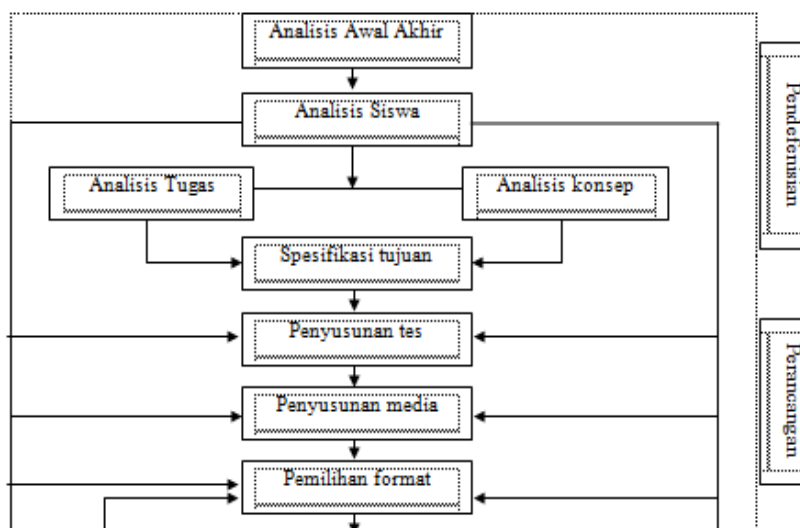 Analisis Awal Akhir
Analisis Siswa
Analisis Tugas
Analisis konsep
Spesifikasi tujuan
Penyusunan tes
Penyusunan media
Pemilihan format
Pendefenisian
Perancangan